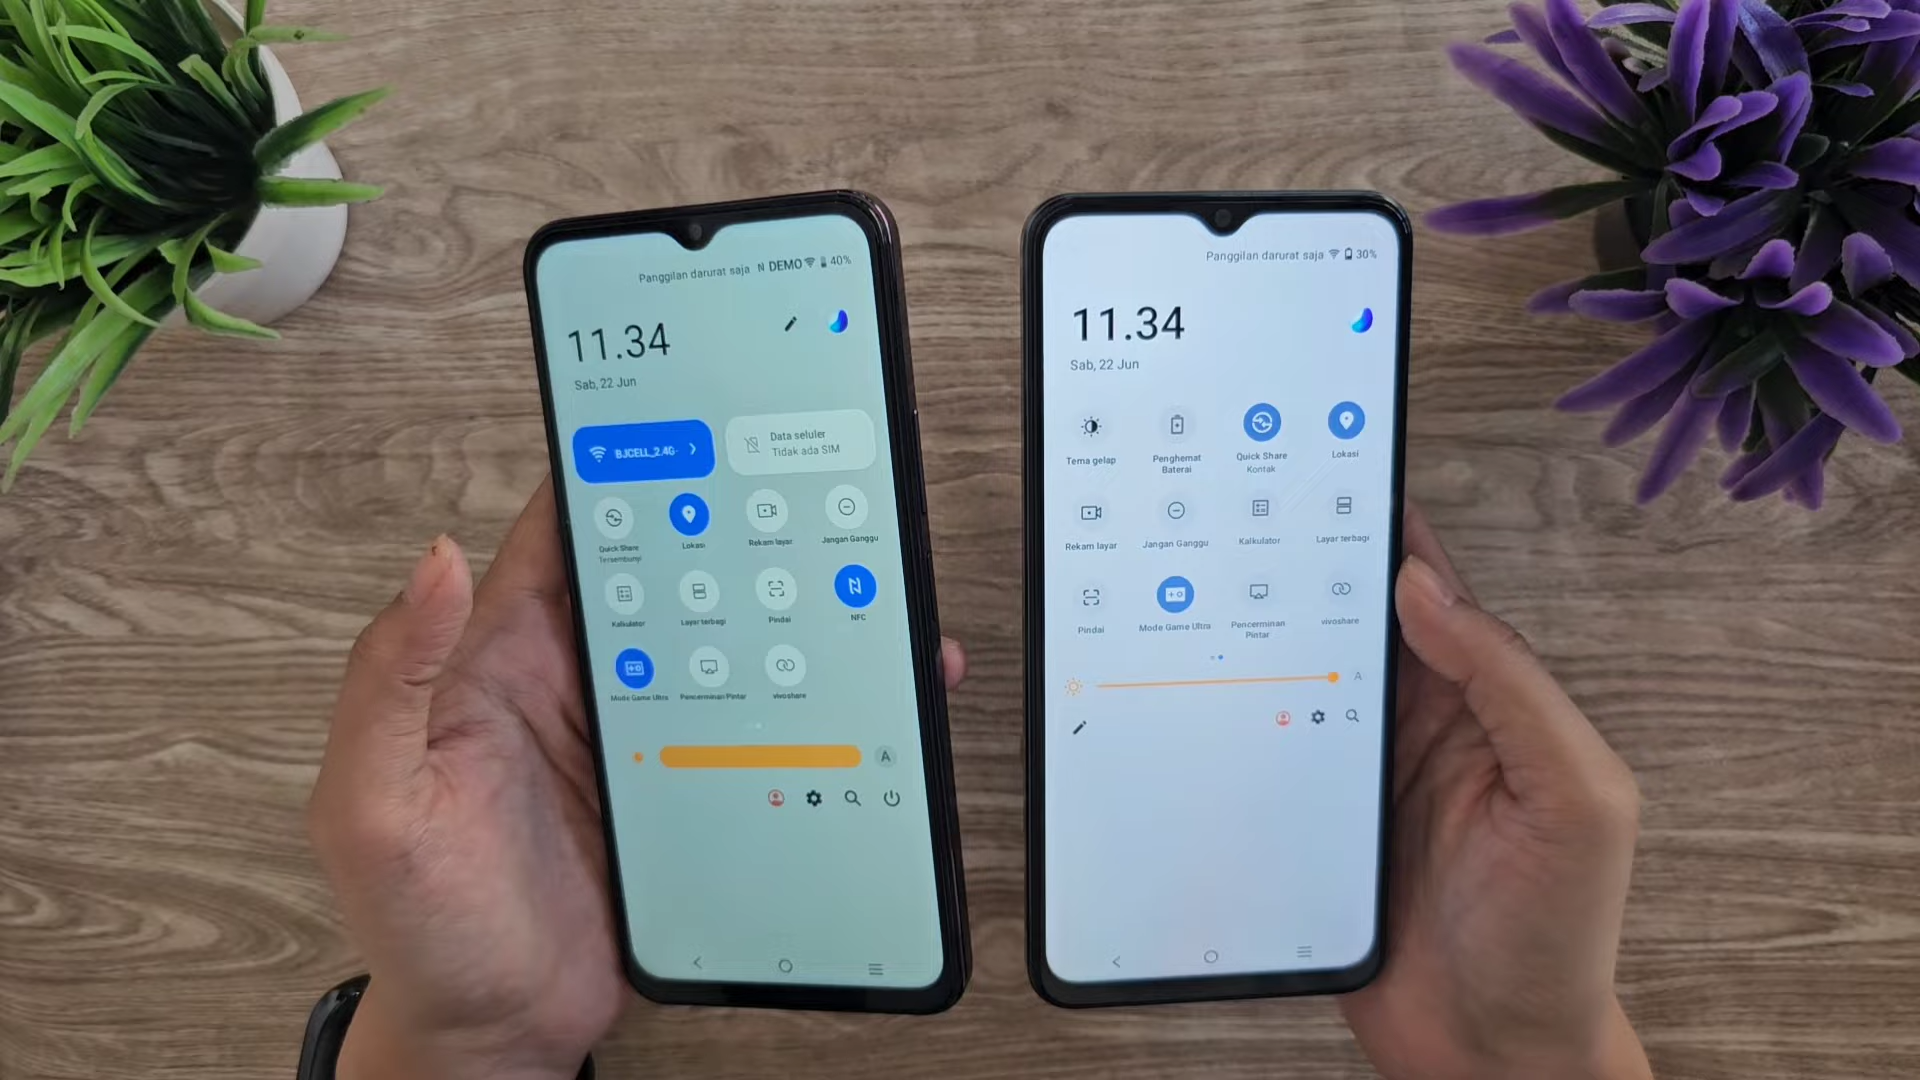 Panggilan darurat saja N DEMO 40%
11.34
Sab, 22 Jun
BJCELL_2.4G-
Data seluler
Tidak ada SIM
Quick Share
Tersembunyi
Lokasi
Rekam layar
Jangan Ganggu
Kalkulator
Layar terbagi
Pindai
NFC
Mode Game Ultra
Pencerminan Pintar
vivoshare
A
Panggilan darurat saja 30%
11.34
Sab, 22 Jun
Tema gelap
Penghemat
Baterai
Quick Share
Kontak
Lokasi
Rekam layar
Jangan Ganggu
Kalkulator
Layar terbagi
Pindai
Mode Game Ultra
Pencerminan
Pintar
vivoshare
A